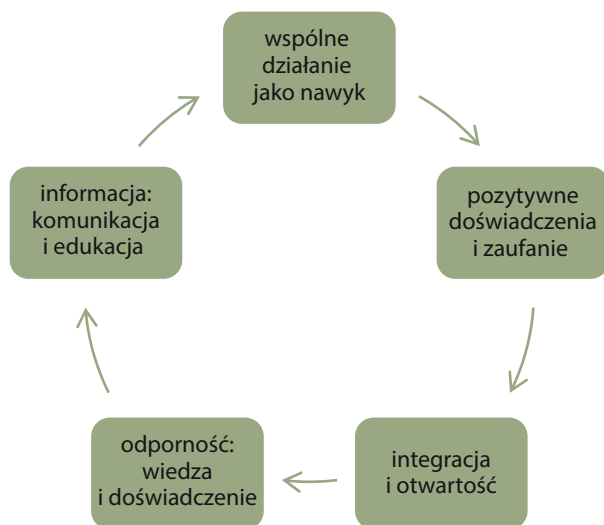 wspólne
działanie
jako nawyk
pozytywne
doświadczenia
i zaufanie
integracja
i otwartość
odporność:
wiedza
i doświadczenie
informacja:
komunikacja
i edukacja